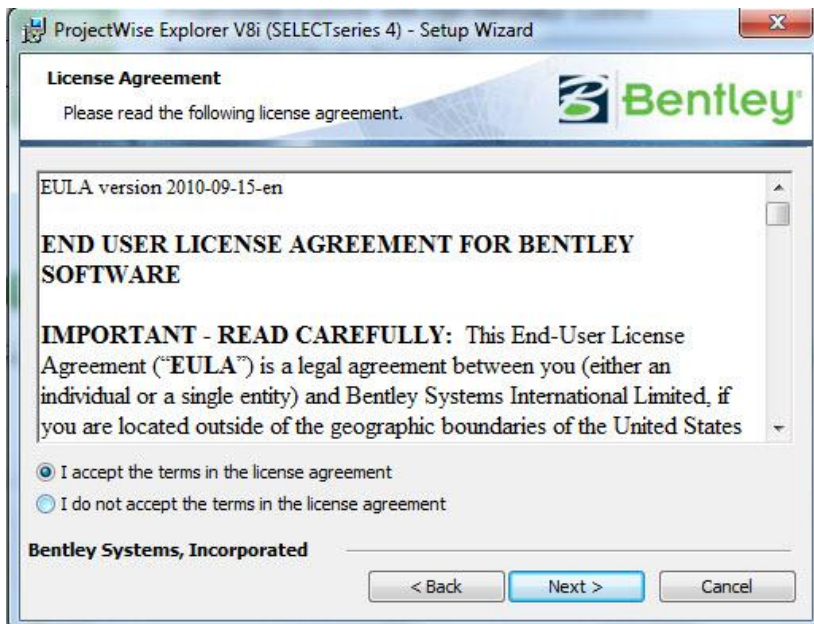 ProjectWise Explorer V8i (SELECTseries 4) - Setup Wizard
License Agreement
Please read the following license agreement.
Bentley
EULA version 2010-09-15-en
END USER LICENSE AGREEMENT FOR BENTLEY
SOFTWARE
IMPORTANT - READ CAREFULLY: This End-User License
Agreement (“EULA”) is a legal agreement between you (either an
individual or a single entity) and Bentley Systems International Limited, if
you are located outside of the geographic boundaries of the United States
I accept the terms in the license agreement
I do not accept the terms in the license agreement
Bentley Systems, Incorporated
< Back Next > Cancel